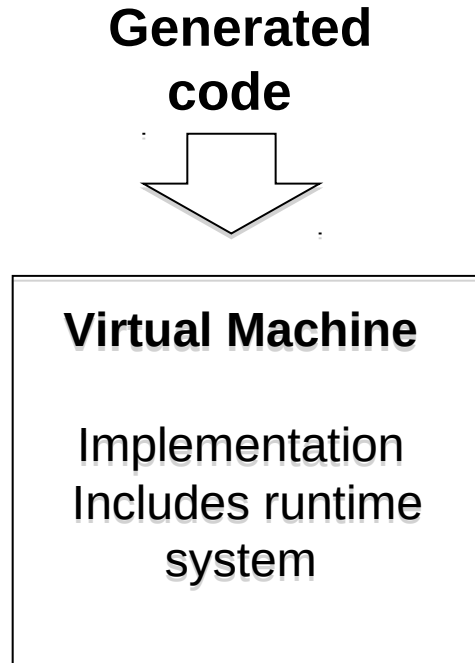 Generated
code
Virtual Machine
Implementation
Includes runtime
system